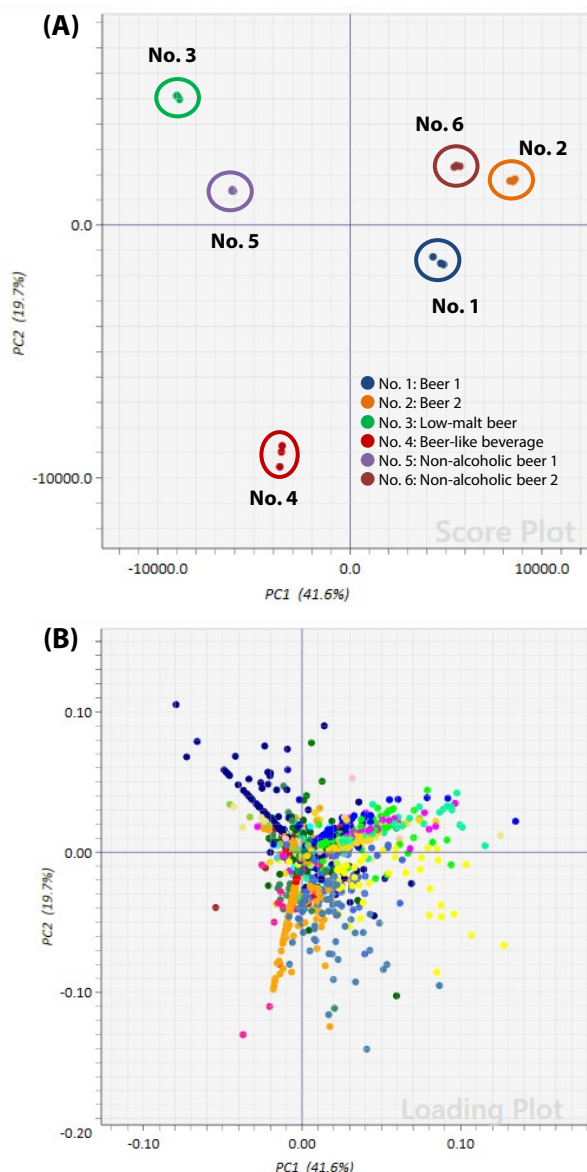 (A)
No. 3
No. 6
No. 2
No. 5
No. 1
No. 4
0.0
-10000.0
PC2 (19.7%)
No. 1: Beer 1
No. 2: Beer 2
No. 3: Low-malt beer
No. 4: Beer-like beverage
No. 5: Non-alcoholic beer 1
No. 6: Non-alcoholic beer 2
Score Plot
-10000.0 0.0 10000.0
PC1 (41.6%)
(B)
0.10
0.00
-0.10
-0.20
PC2 (19.7%)
Loading Plot
-0.10 0.00 0.10
PC1 (41.6%)